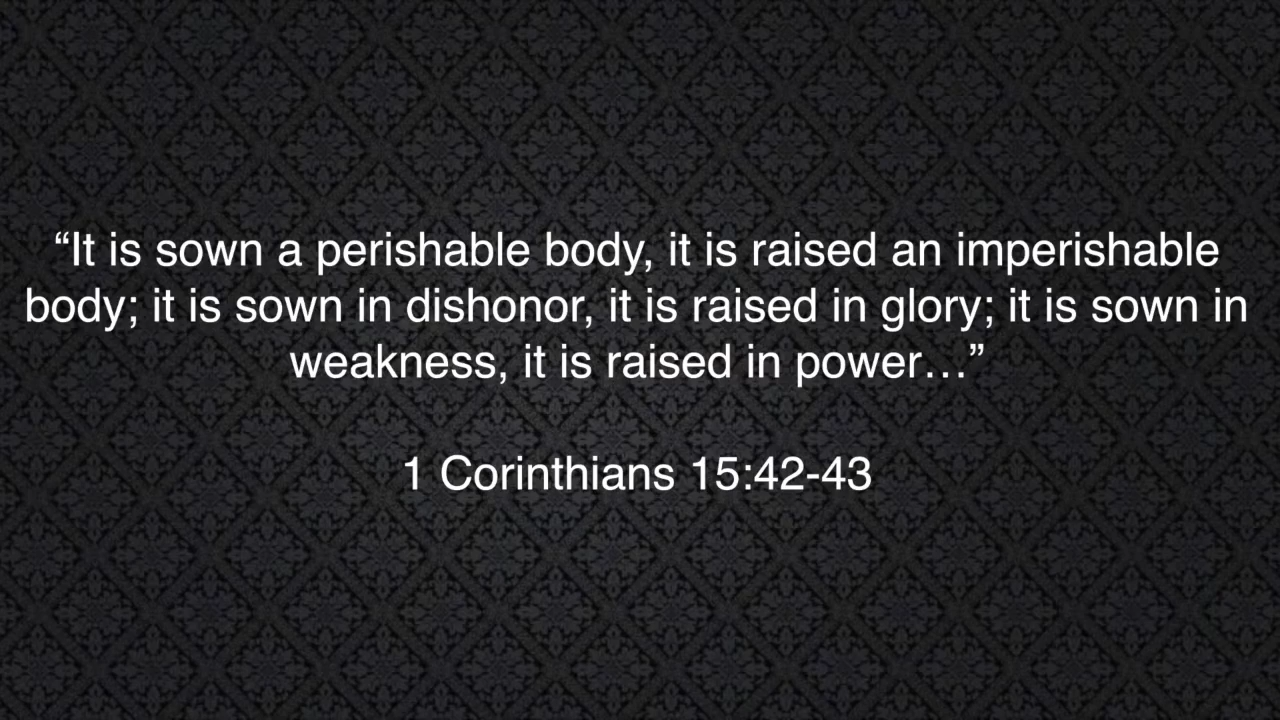 “It is sown a perishable body, it is raised an imperishable
body; it is sown in dishonor, it is raised in glory; it is sown in
weakness, it is raised in power…”
1 Corinthians 15:42-43